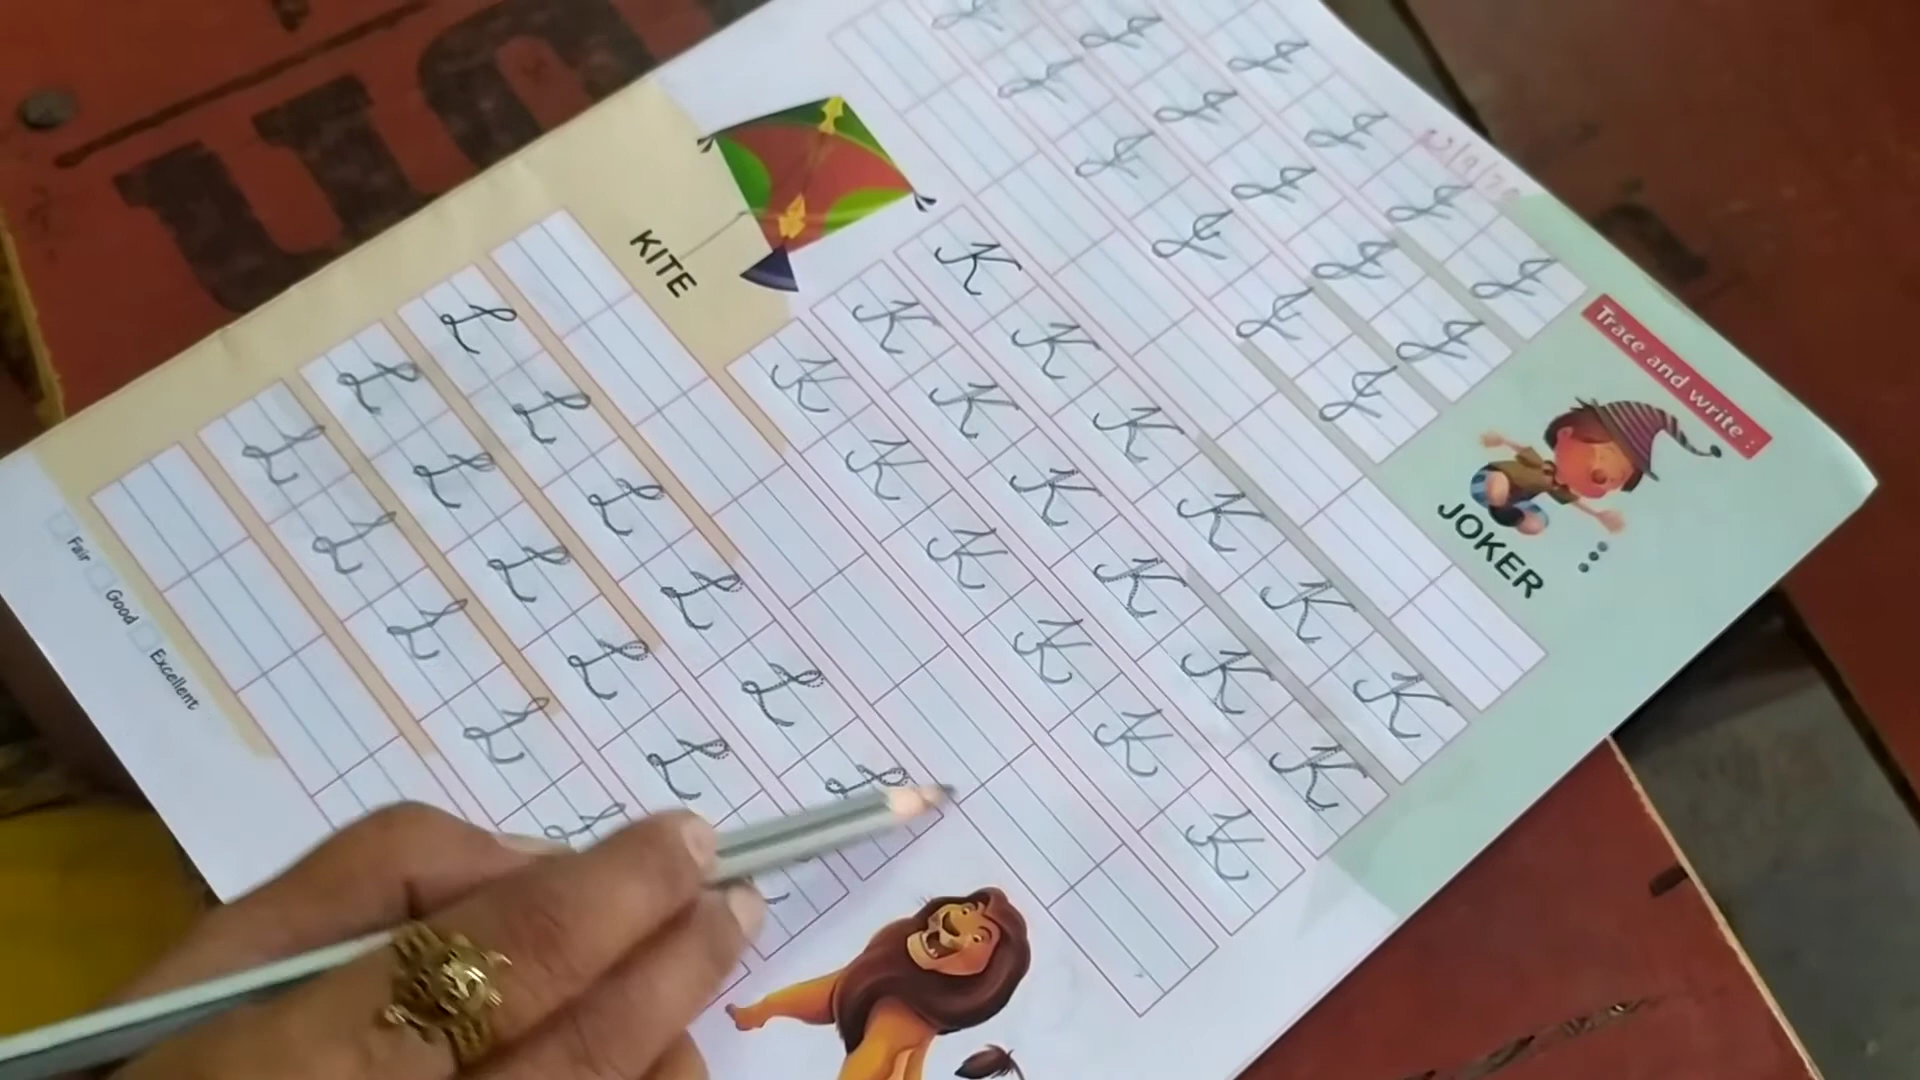 Trace and write :
JOKER
J J J J
J J J J J
J J J J J J
K K K K K K
K K K K K K
K K K K K K
KITE
L L L L L L
L L L L L
L L L L L
Fair Good Excellent